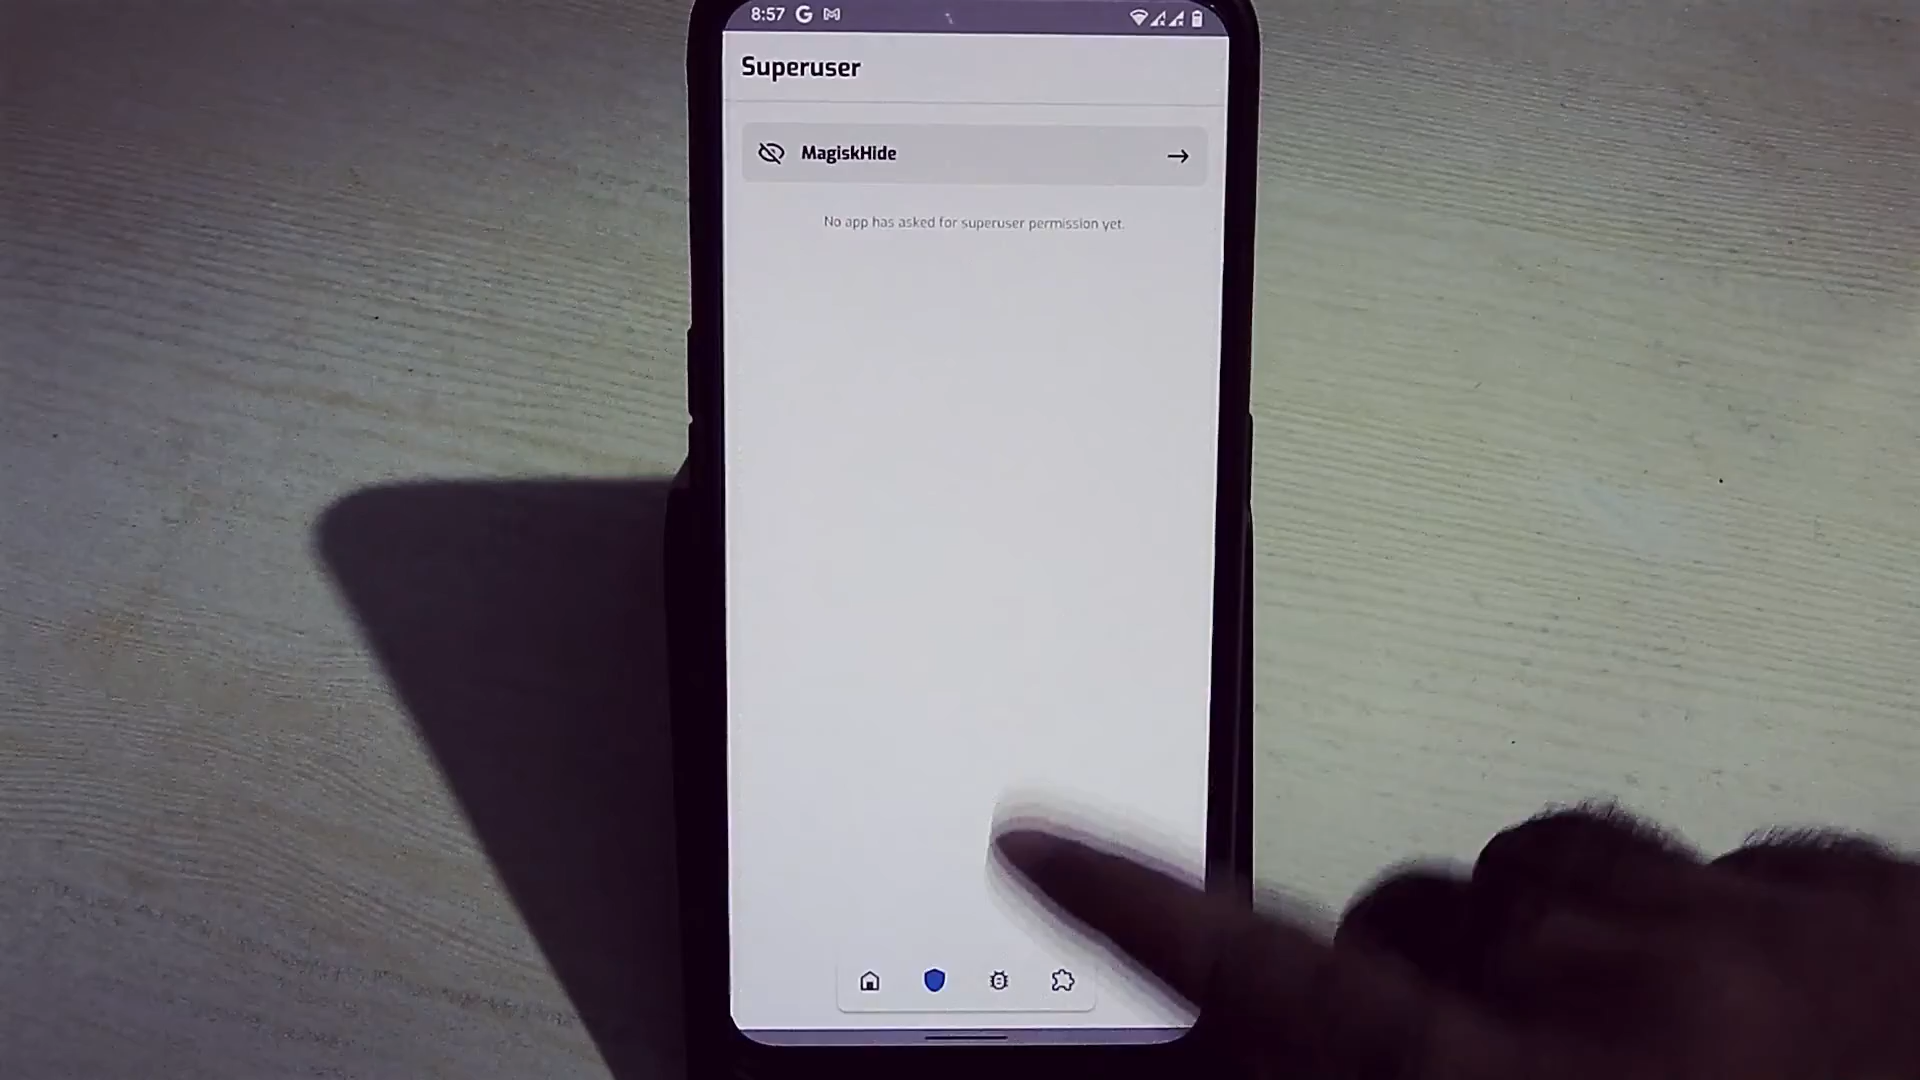 8:57 G M
Superuser
MagiskHide
No app has asked for superuser permission yet.